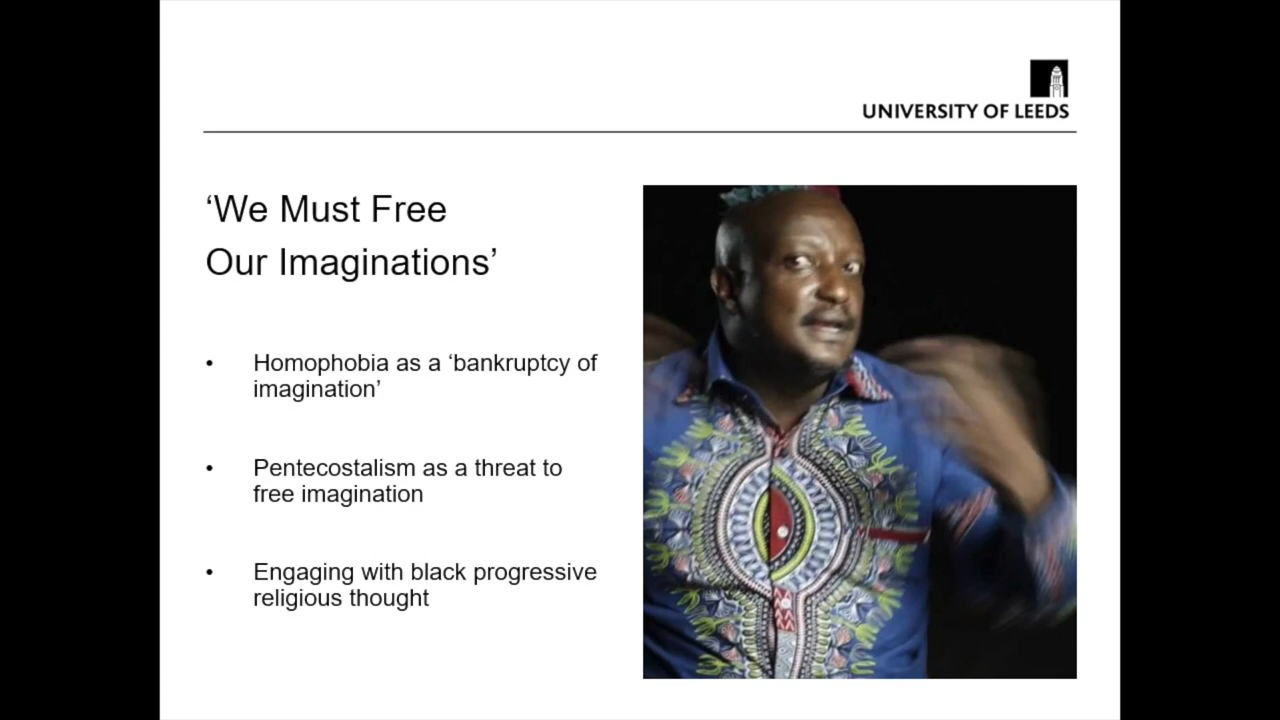 UNIVERSITY OF LEEDS
‘We Must Free
Our Imaginations’
• Homophobia as a ‘bankruptcy of
imagination’
• Pentecostalism as a threat to
free imagination
• Engaging with black progressive
religious thought